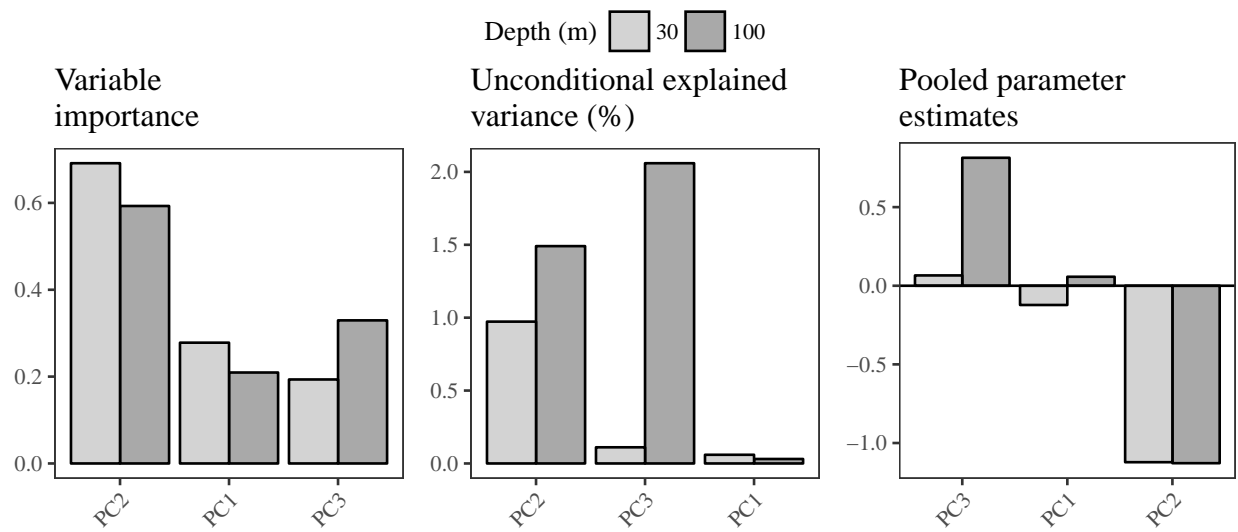 Depth (m) 30 100
Variable
importance
Unconditional explained
variance (%)
Pooled parameter
estimates
0.6
0.4
0.2
0.0
PC2 PC1 PC3
2.0
1.5
1.0
0.5
0.0
PC2 PC3 PC1
0.5
0.0
−0.5
−1.0
PC3 PC1 PC2